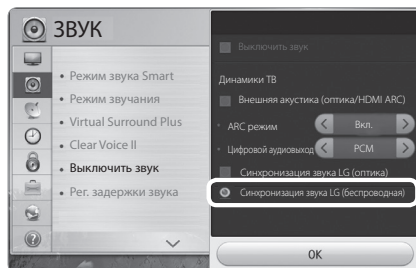 ЗВУК
• Режим звука Smart
• Режим звучания
• Virtual Surround Plus
• Clear Voice II
• Выключить звук
• Рег. задержки звука
Выключить звук
Динамики ТВ
Внешняя акустика (оптика/HDMI ARC)
• ARC режим < Вкл. >
• Цифровой аудиовыход < PCM >
Синхронизация звука LG (оптика)
Синхронизация звука LG (беспроводная)
ОК